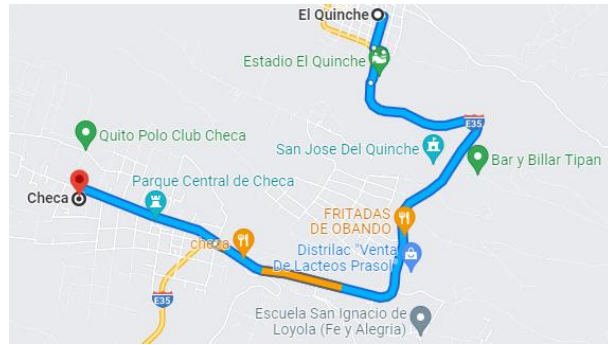 El Quinche
Estadio El Quinche
E35
Quito Polo Club Checa
San Jose Del Quinche
Bar y Billar Tipan
Checa
Parque Central de Checa
FRITADAS
DE OBANDO
checa
Distrilac "Venta
De Lacteos Prasol"
E35
Escuela San Ignacio de
Loyola (Fe y Alegria)